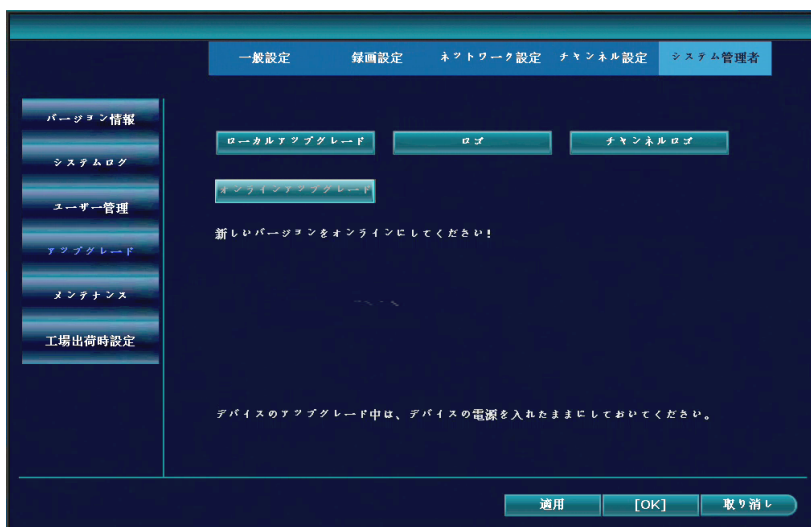 一般設定 録画設定 ネットワーク設定 チャンネル設定 システム管理者
バージョン情報
システムログ
ユーザー管理
アップグレード
メンテナンス
工場出荷時設定
ローカルアップグレード ロゴ チャンネルロゴ
オンラインアップグレード
新しいバージョンをオンラインにしてください!
デバイスのアップグレード中は、デバイスの電源を入れたままにしておいてください。
適用 [OK] 取り消し